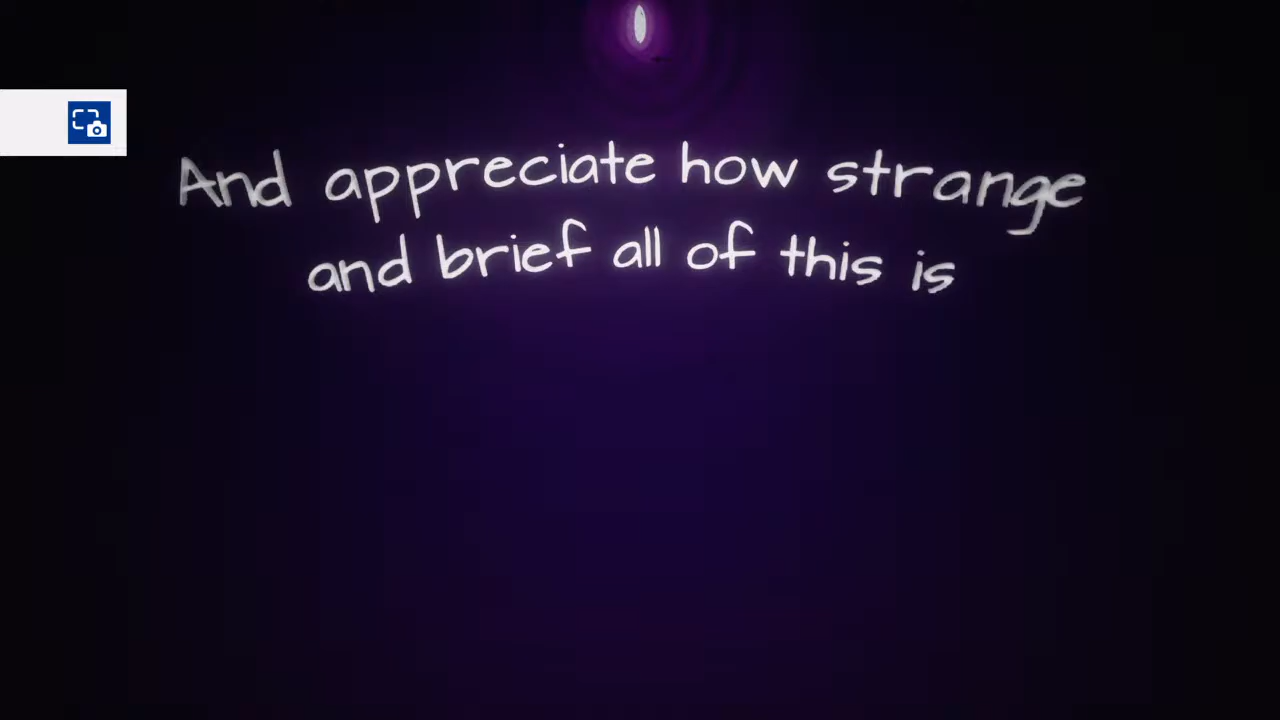 And appreciate how strange
and brief all of this is